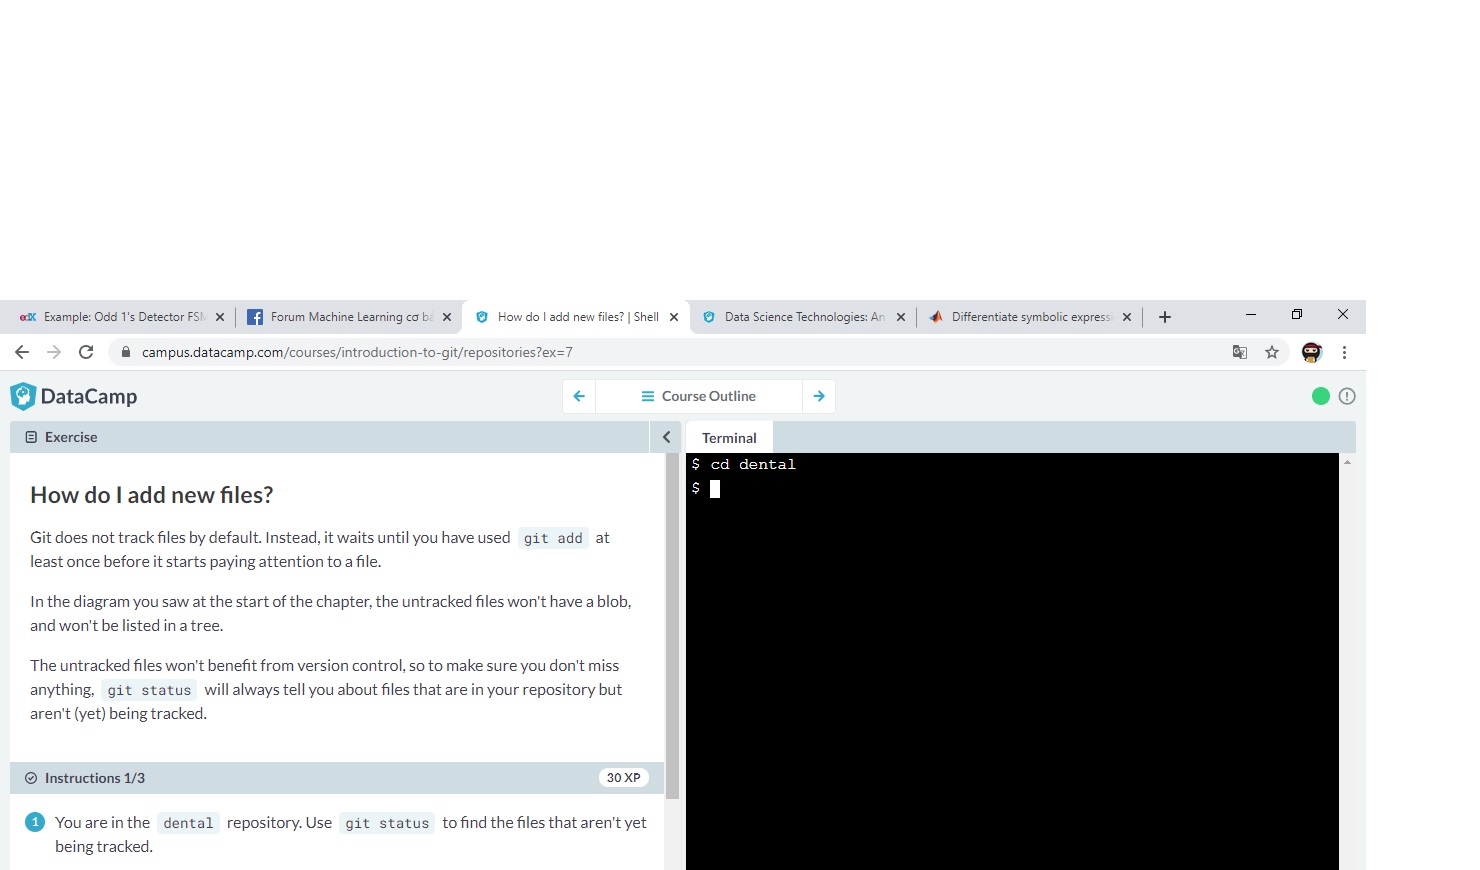 edX Example: Odd 1's Detector FSM
Forum Machine Learning cơ bả
How do I add new files? | Shell
Data Science Technologies: An
Differentiate symbolic express
campus.datacamp.com/courses/introduction-to-git/repositories?ex=7
DataCamp
Course Outline
Exercise
Terminal
$ cd dental
$
How do I add new files?
Git does not track files by default. Instead, it waits until you have used git add at
least once before it starts paying attention to a file.
In the diagram you saw at the start of the chapter, the untracked files won't have a blob,
and won't be listed in a tree.
The untracked files won't benefit from version control, so to make sure you don't miss
anything, git status will always tell you about files that are in your repository but
aren't (yet) being tracked.
Instructions 1/3
30 XP
1 You are in the dental repository. Use git status to find the files that aren't yet
being tracked.